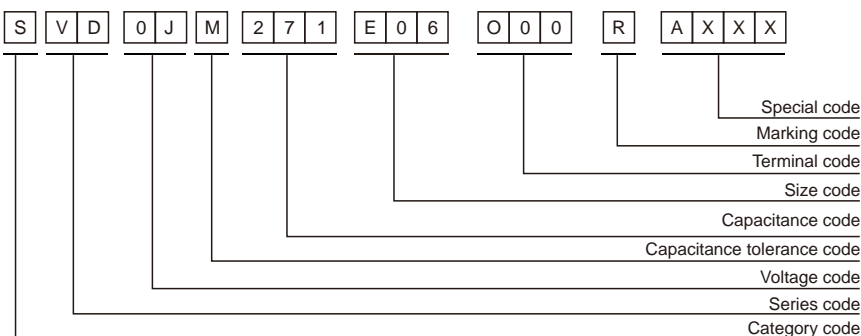 S V D 0 J M 2 7 1 E 0 6 O 0 0 R A X X X
Special code
Marking code
Terminal code
Size code
Capacitance code
Capacitance tolerance code
Voltage code
Series code
Category code